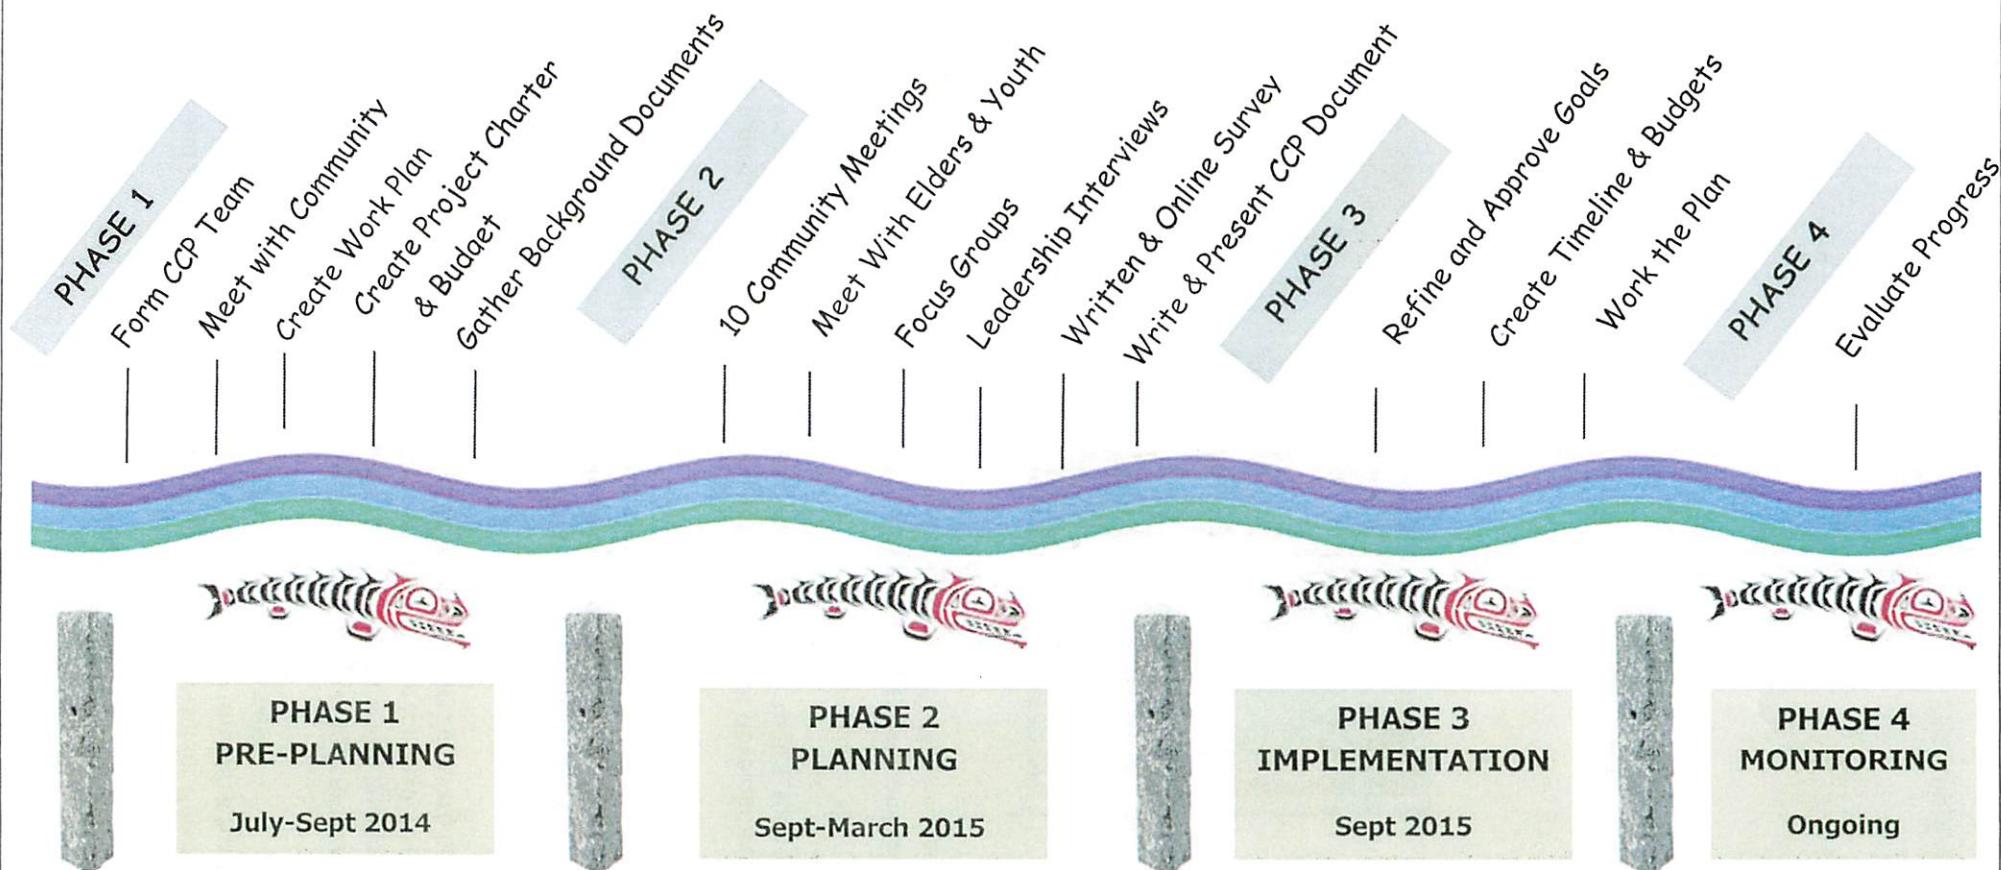 PHASE 1
Form CCP Team
Meet with Community
Create Work Plan
Create Project Charter
& Budget
Gather Background Documents
PHASE 2
10 Community Meetings
Meet With Elders & Youth
Focus Groups
Leadership Interviews
Written & Online Survey
Write & Present CCP Document
PHASE 3
Refine and Approve Goals
Create Timeline & Budgets
Work the Plan
PHASE 4
Evaluate Progress
PHASE 1
PRE-PLANNING
July-Sept 2014
PHASE 2
PLANNING
Sept-March 2015
PHASE 3
IMPLEMENTATION
Sept 2015
PHASE 4
MONITORING
Ongoing